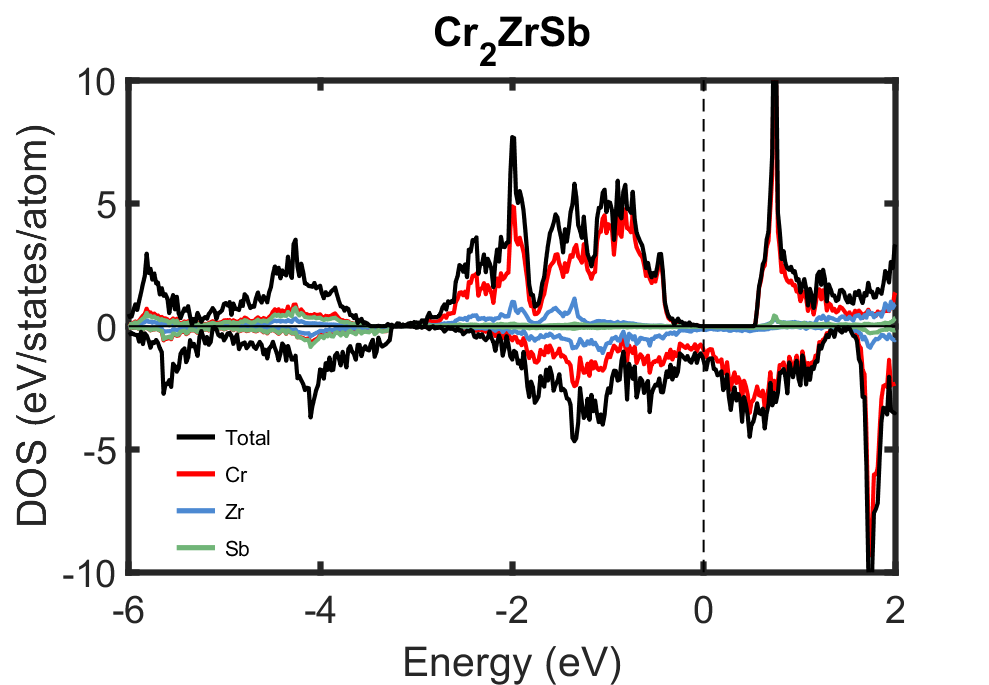 Cr2ZrSb
10
5
0
-5
-10
DOS (eV/states/atom)
Total
Cr
Zr
Sb
-6 -4 -2 0 2
Energy (eV)